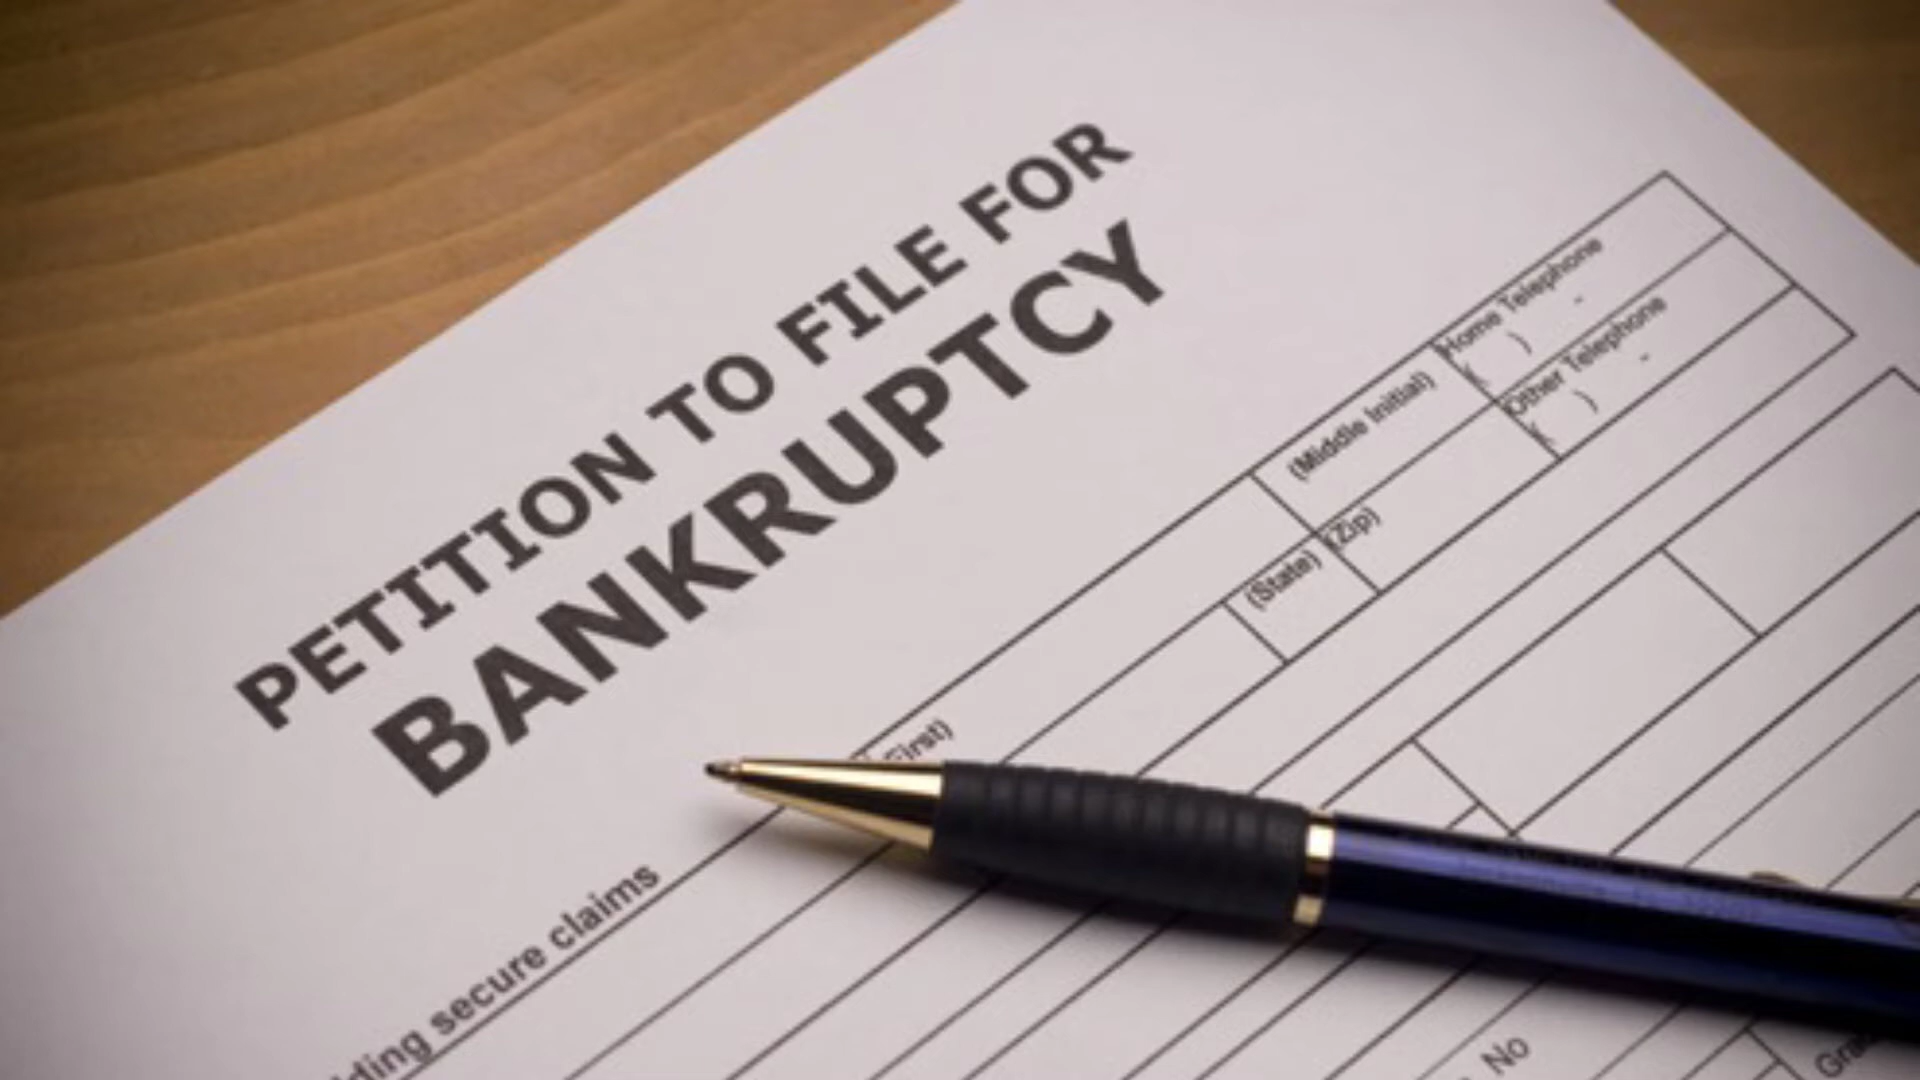 PETITION TO FILE FOR
BANKRUPTCY
(Middle Initial)
Home Telephone
( ) -
(State)
(Zip)
Other Telephone
( ) -
First)
ding secure claims
No